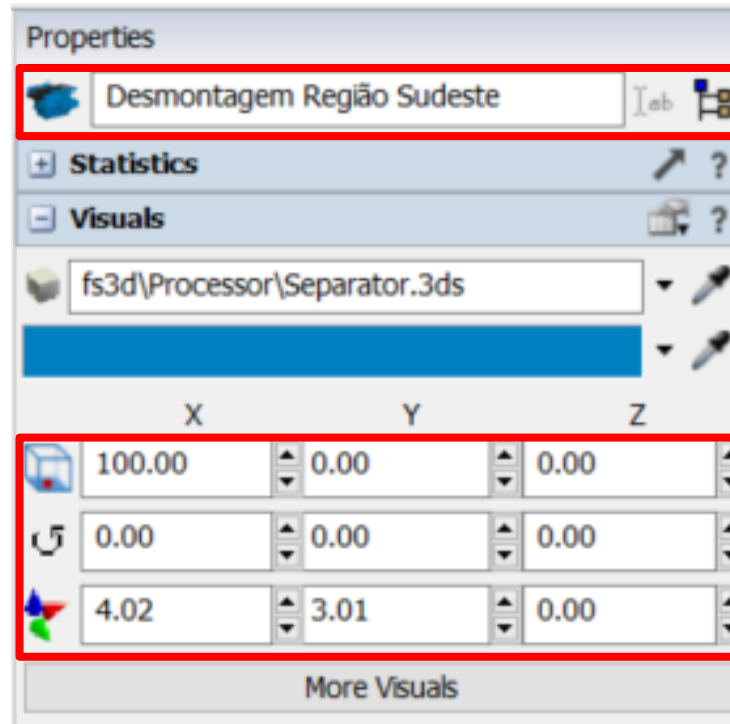 Properties
Desmontagem Região Sudeste ab
+ Statistics ?
- Visuals ?
fs3d\Processor\Separator.3ds
X Y Z
100.00 0.00 0.00
0.00 0.00 0.00
4.02 3.01 0.00
More Visuals